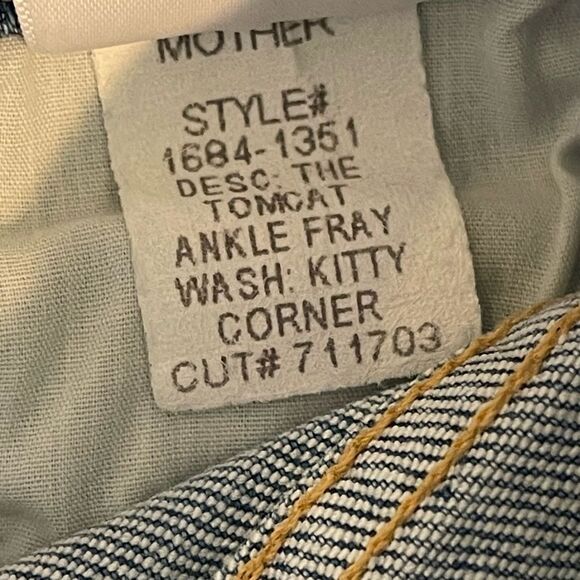 MOTHER
STYLE#
1684-1351
DESC: THE
TOMCAT
ANKLE FRAY
WASH: KITTY
CORNER
CUT# 711703